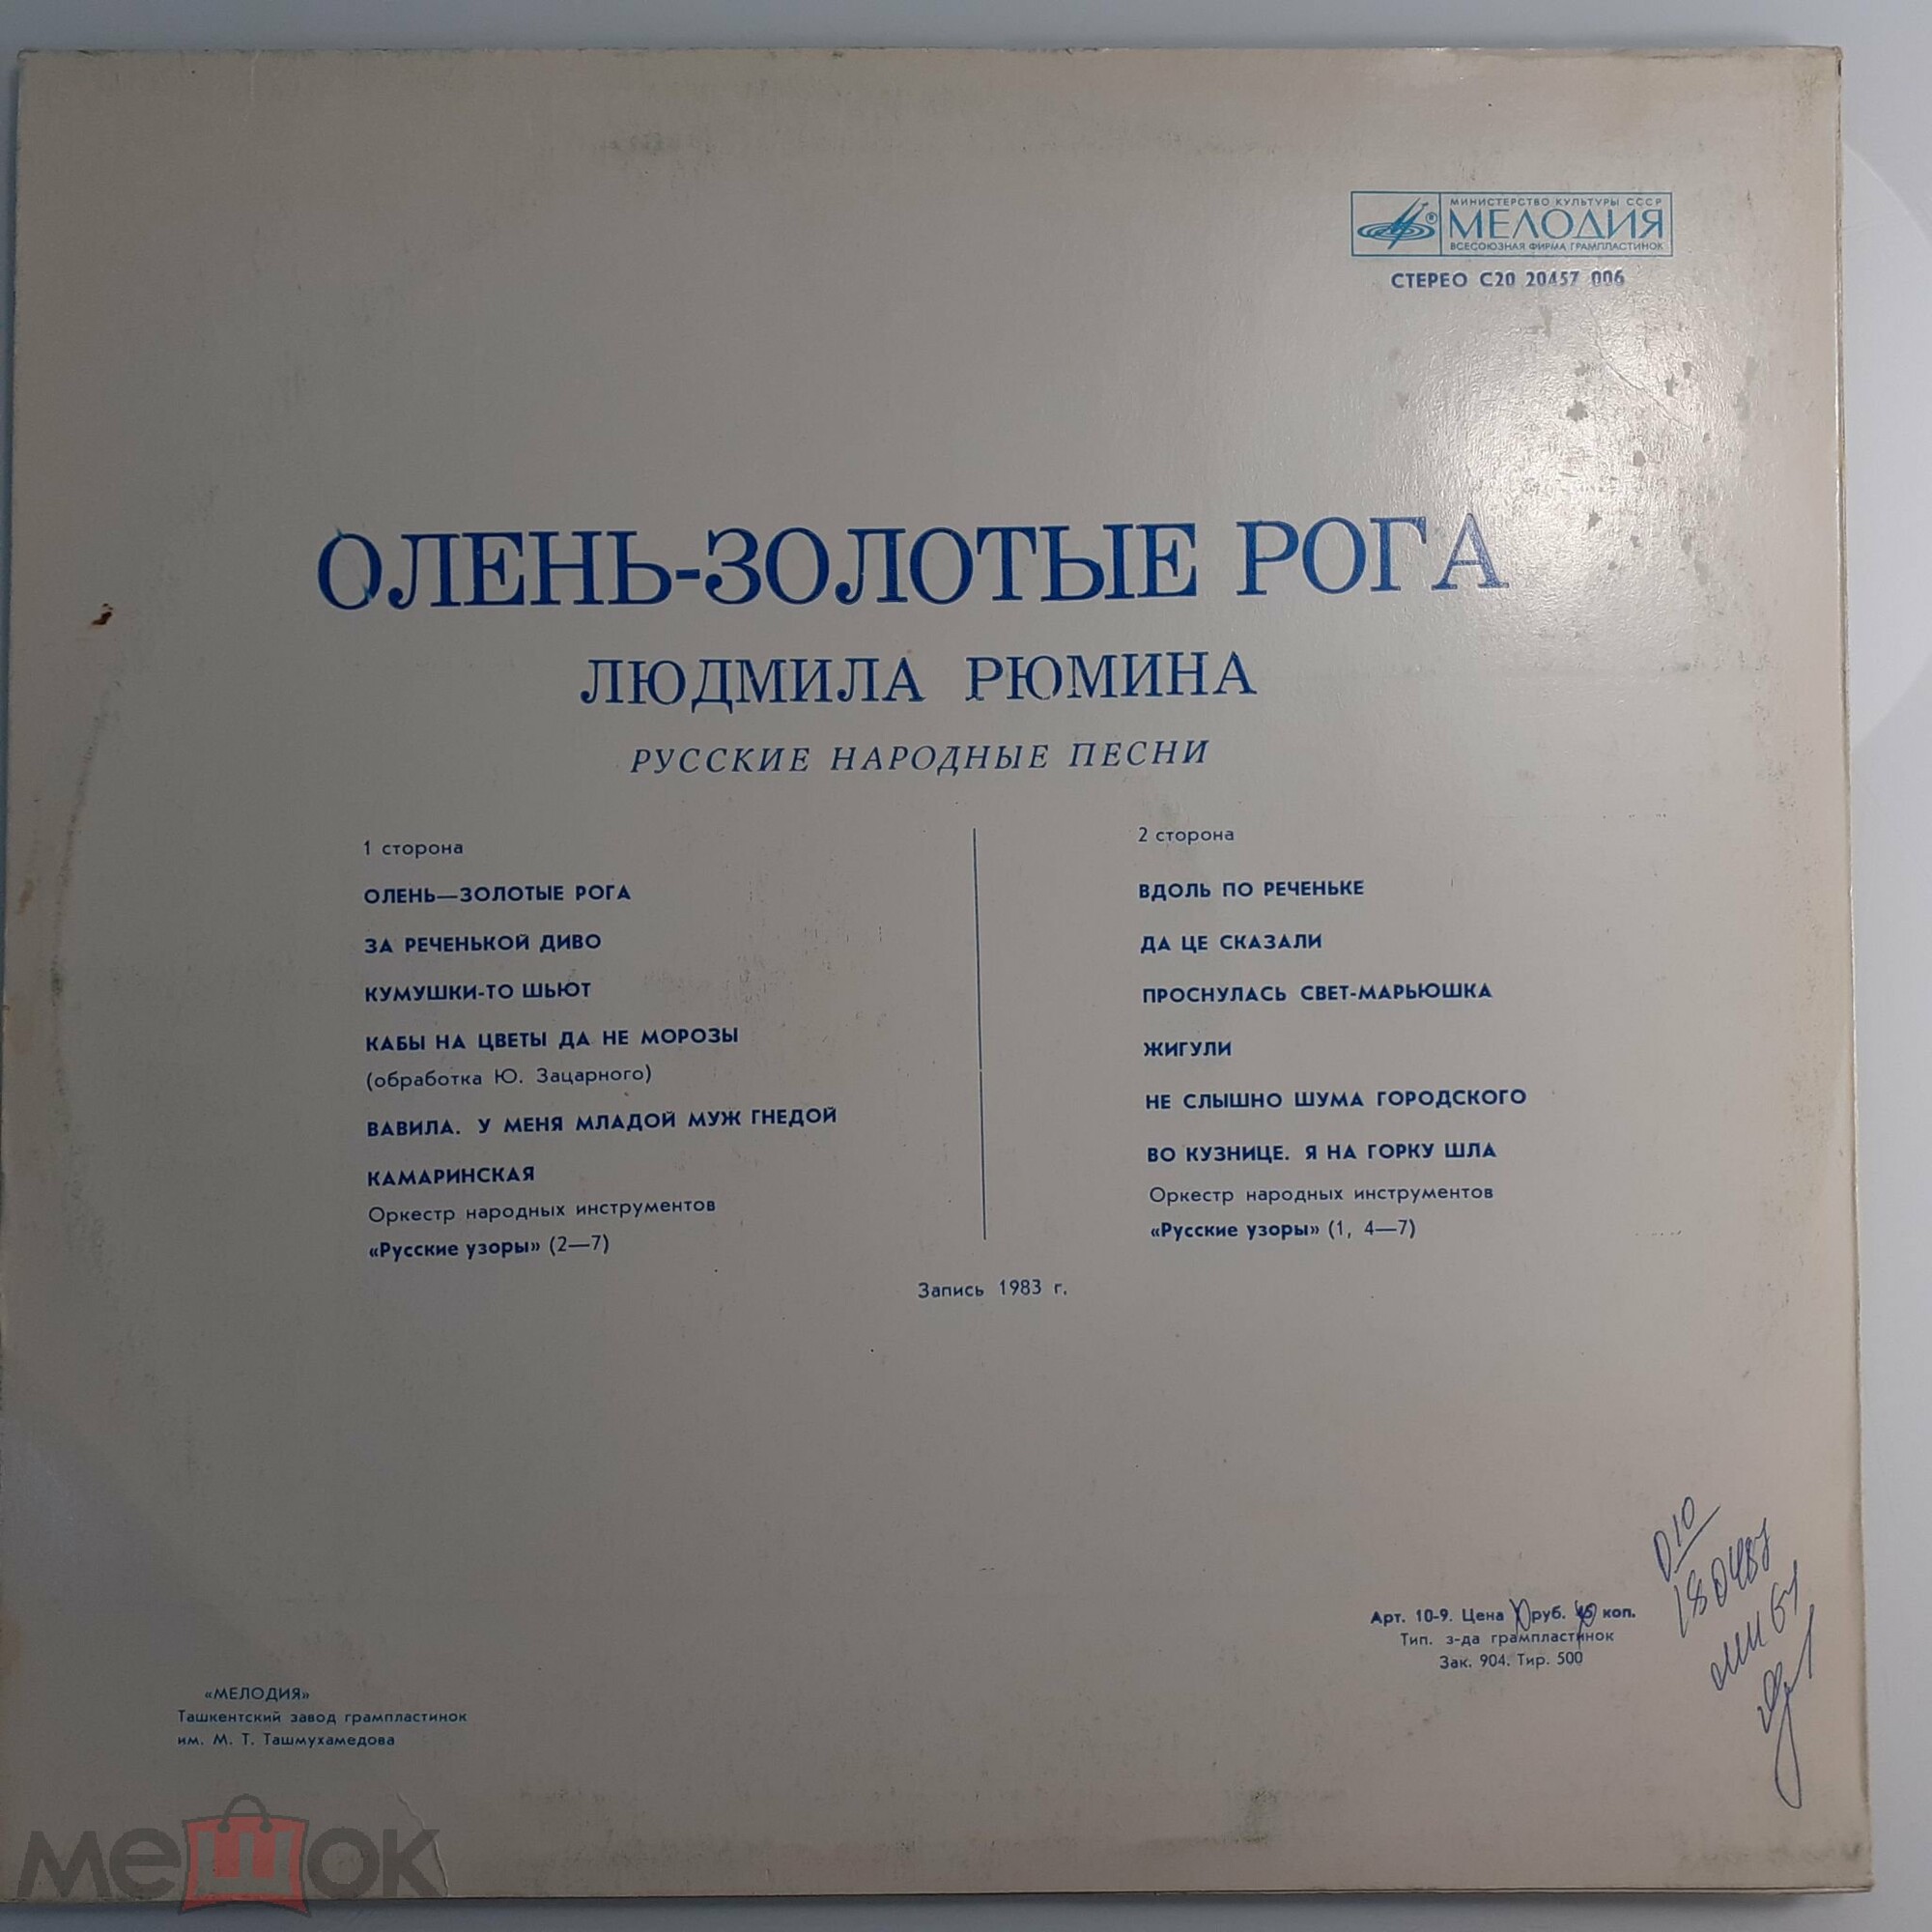 МИНИСТЕРСТВО КУЛЬТУРЫ СССР
МЕЛОДИЯ
ВСЕСОЮЗНАЯ ФИРМА ГРАМПЛАСТИНОК
СТЕРЕО С20 20457 006
ОЛЕНЬ-ЗОЛОТЫЕ РОГА
ЛЮДМИЛА РЮМИНА
РУССКИЕ НАРОДНЫЕ ПЕСНИ
1 сторона
ОЛЕНЬ—ЗОЛОТЫЕ РОГА
ЗА РЕЧЕНЬКОЙ ДИВО
КУМУШКИ-ТО ШЬЮТ
КАБЫ НА ЦВЕТЫ ДА НЕ МОРОЗЫ
(обработка Ю. Зацарного)
ВАВИЛА. У МЕНЯ МЛАДОЙ МУЖ ГНЕДОЙ
КАМАРИНСКАЯ
Оркестр народных инструментов
«Русские узоры» (2—7)
2 сторона
ВДОЛЬ ПО РЕЧЕНЬКЕ
ДА ЦЕ СКАЗАЛИ
ПРОСНУЛАСЬ СВЕТ-МАРЬЮШКА
ЖИГУЛИ
НЕ СЛЫШНО ШУМА ГОРОДСКОГО
ВО КУЗНИЦЕ. Я НА ГОРКУ ШЛА
Оркестр народных инструментов
«Русские узоры» (1, 4—7)
Запись 1983 г.
Арт. 10-9. Цена руб. коп.
Тип. з-да грампластинок
Зак. 904. Тир. 500
«МЕЛОДИЯ»
Ташкентский завод грампластинок
им. М. Т. Ташмухамедова
мешок